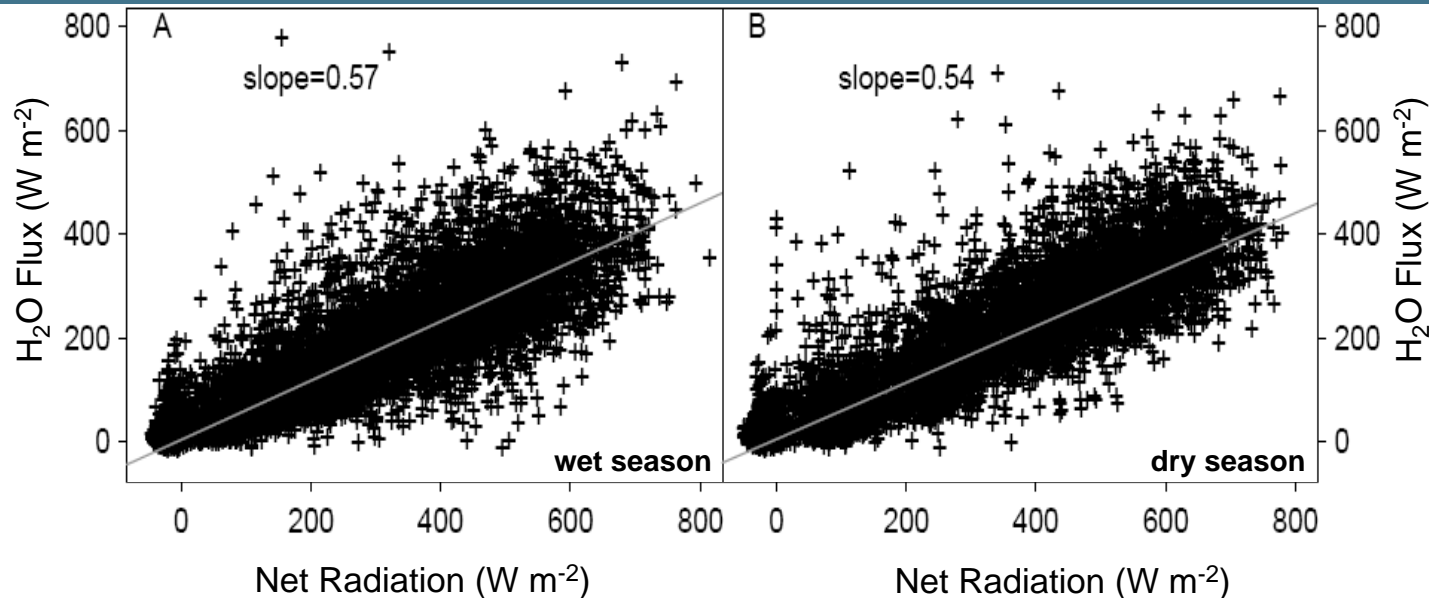 A
slope=0.57
800
600
400
200
0
H₂O Flux (W m⁻²)
wet season
0 200 400 600 800
Net Radiation (W m⁻²)
B
slope=0.54
800
600
400
200
0
H₂O Flux (W m⁻²)
dry season
0 200 400 600 800
Net Radiation (W m⁻²)